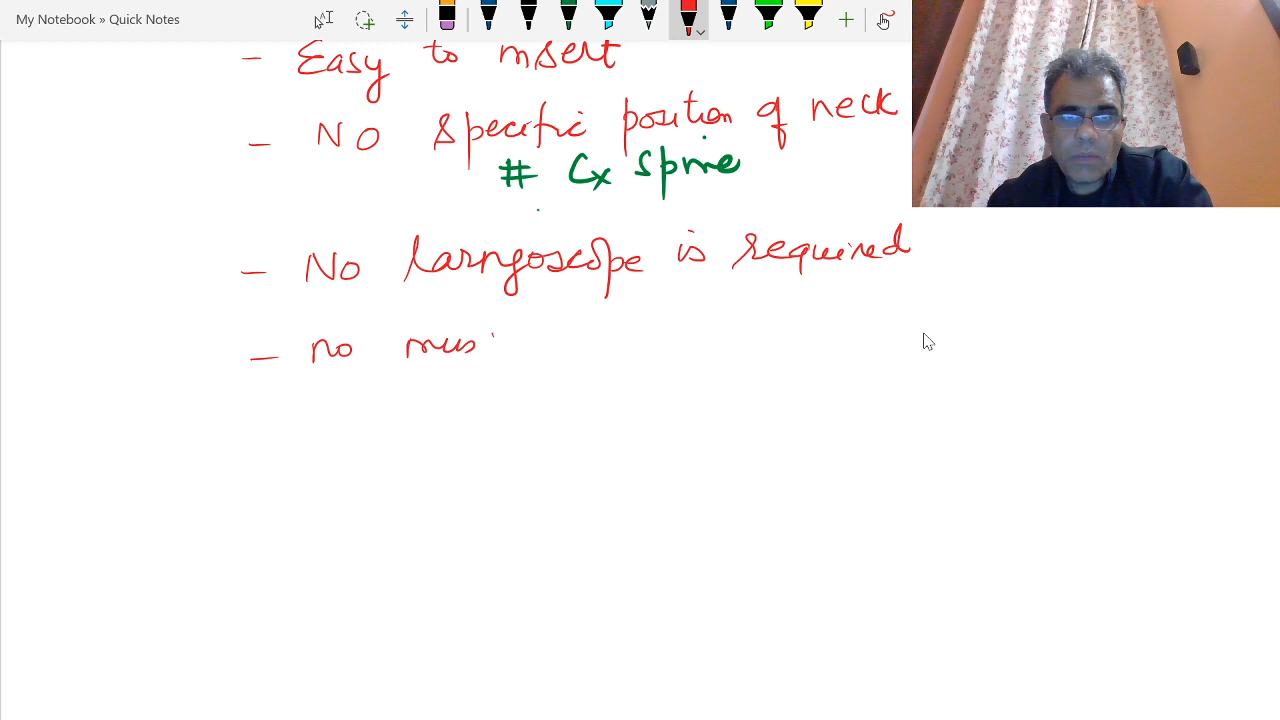 My Notebook » Quick Notes
- Easy to insert
- NO specific position of neck
# Cx spine
- No laryngoscope is required
- no mus